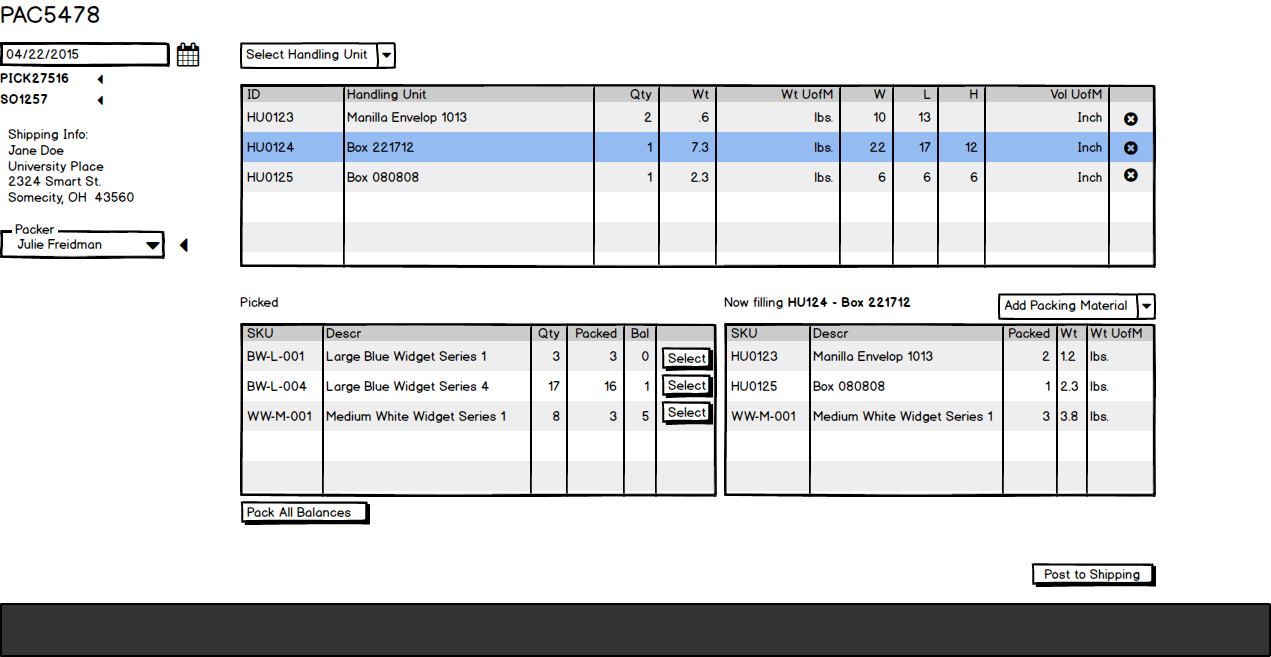 PAC5478
04/22/2015
PICK27516
SO1257
Shipping Info:
Jane Doe
University Place
2324 Smart St.
Somecity, OH 43560
Packer
Julie Freidman
Select Handling Unit
ID Handling Unit Qty Wt Wt UofM W L H Vol UofM
HU0123 Manilla Envelop 1013 2 .6 lbs. 10 13 Inch
HU0124 Box 221712 1 7.3 lbs. 22 17 12 Inch
HU0125 Box 080808 1 2.3 lbs. 6 6 6 Inch
Picked
SKU Descr Qty Packed Bal
BW-L-001 Large Blue Widget Series 1 3 3 0 Select
BW-L-004 Large Blue Widget Series 4 17 16 1 Select
WW-M-001 Medium White Widget Series 1 8 3 5 Select
Pack All Balances
Now filling HU124 - Box 221712
Add Packing Material
SKU Descr Packed Wt Wt UofM
HU0123 Manilla Envelop 1013 2 1.2 lbs.
HU0125 Box 080808 1 2.3 lbs.
WW-M-001 Medium White Widget Series 1 3 3.8 lbs.
Post to Shipping